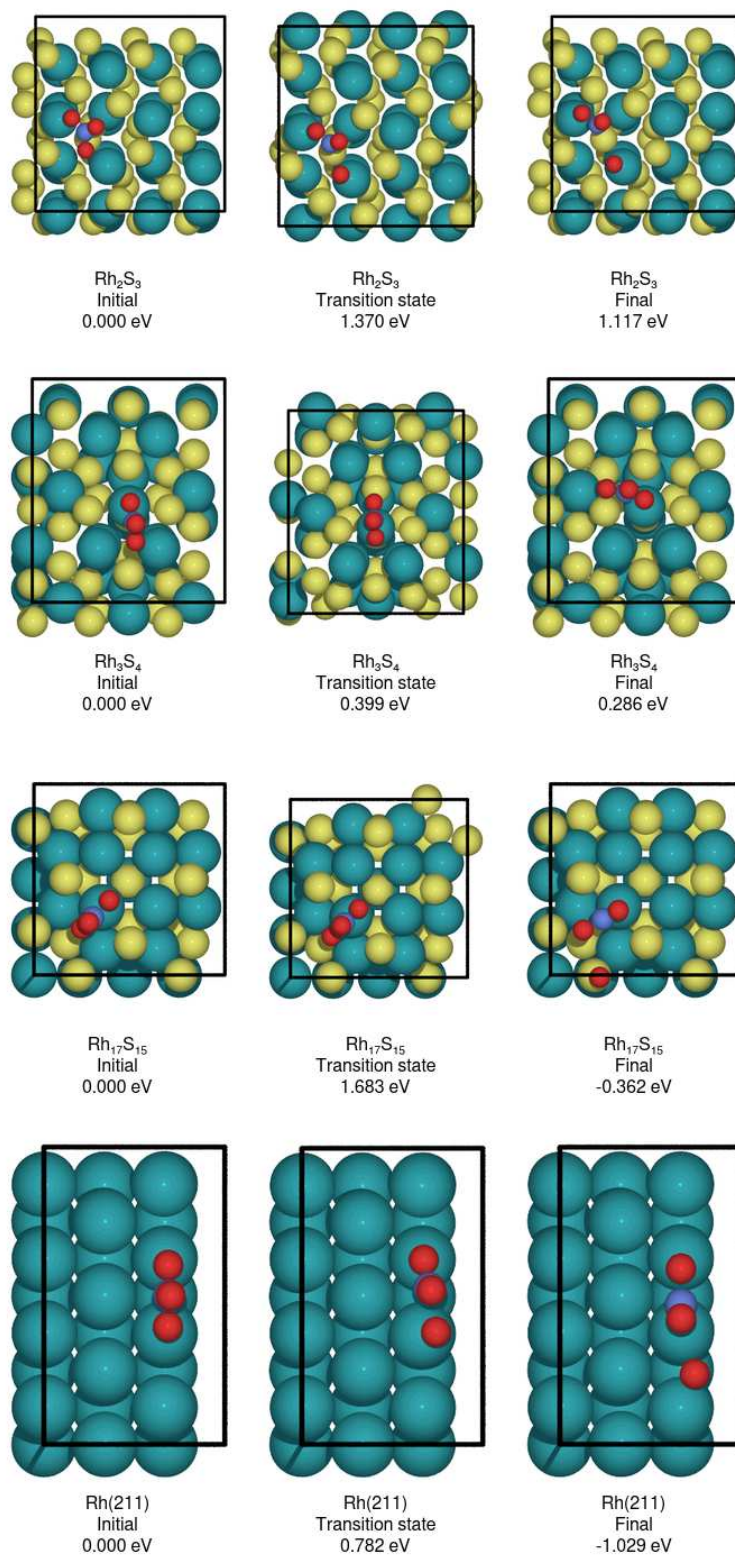 Rh₂S₃ Rh₂S₃ Rh₂S₃
Initial Transition state Final
0.000 eV 1.370 eV 1.117 eV
Rh₃S₄ Rh₃S₄ Rh₃S₄
Initial Transition state Final
0.000 eV 0.399 eV 0.286 eV
Rh₁₇S₁₅ Rh₁₇S₁₅ Rh₁₇S₁₅
Initial Transition state Final
0.000 eV 1.683 eV -0.362 eV
Rh(211) Rh(211) Rh(211)
Initial Transition state Final
0.000 eV 0.782 eV -1.029 eV